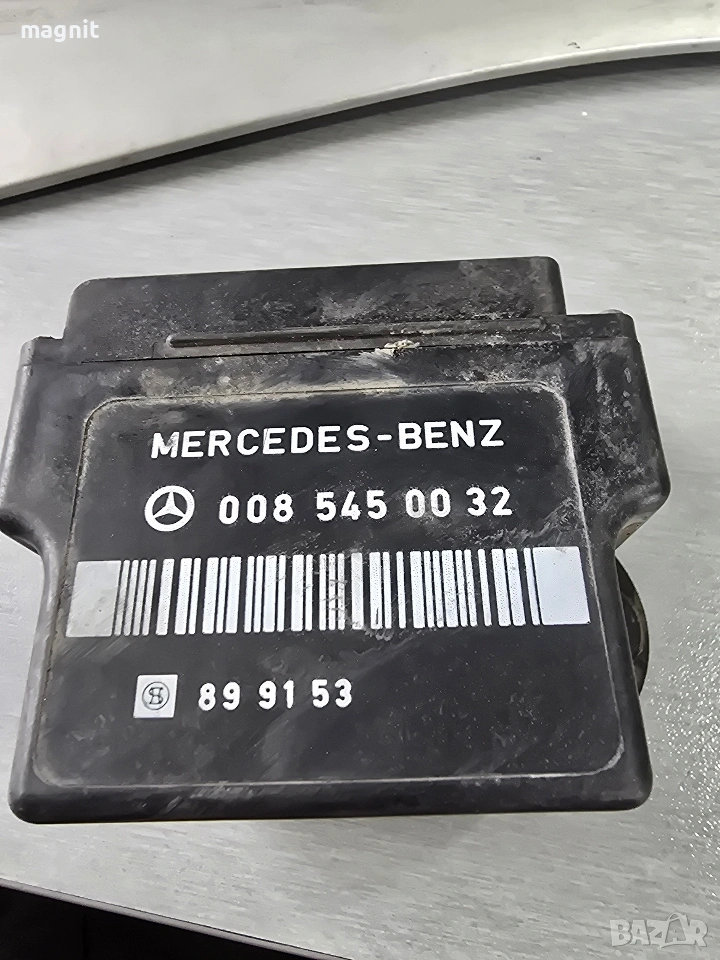 magnit
MERCEDES-BENZ
008 545 00 32
89 91 53
BAZAR